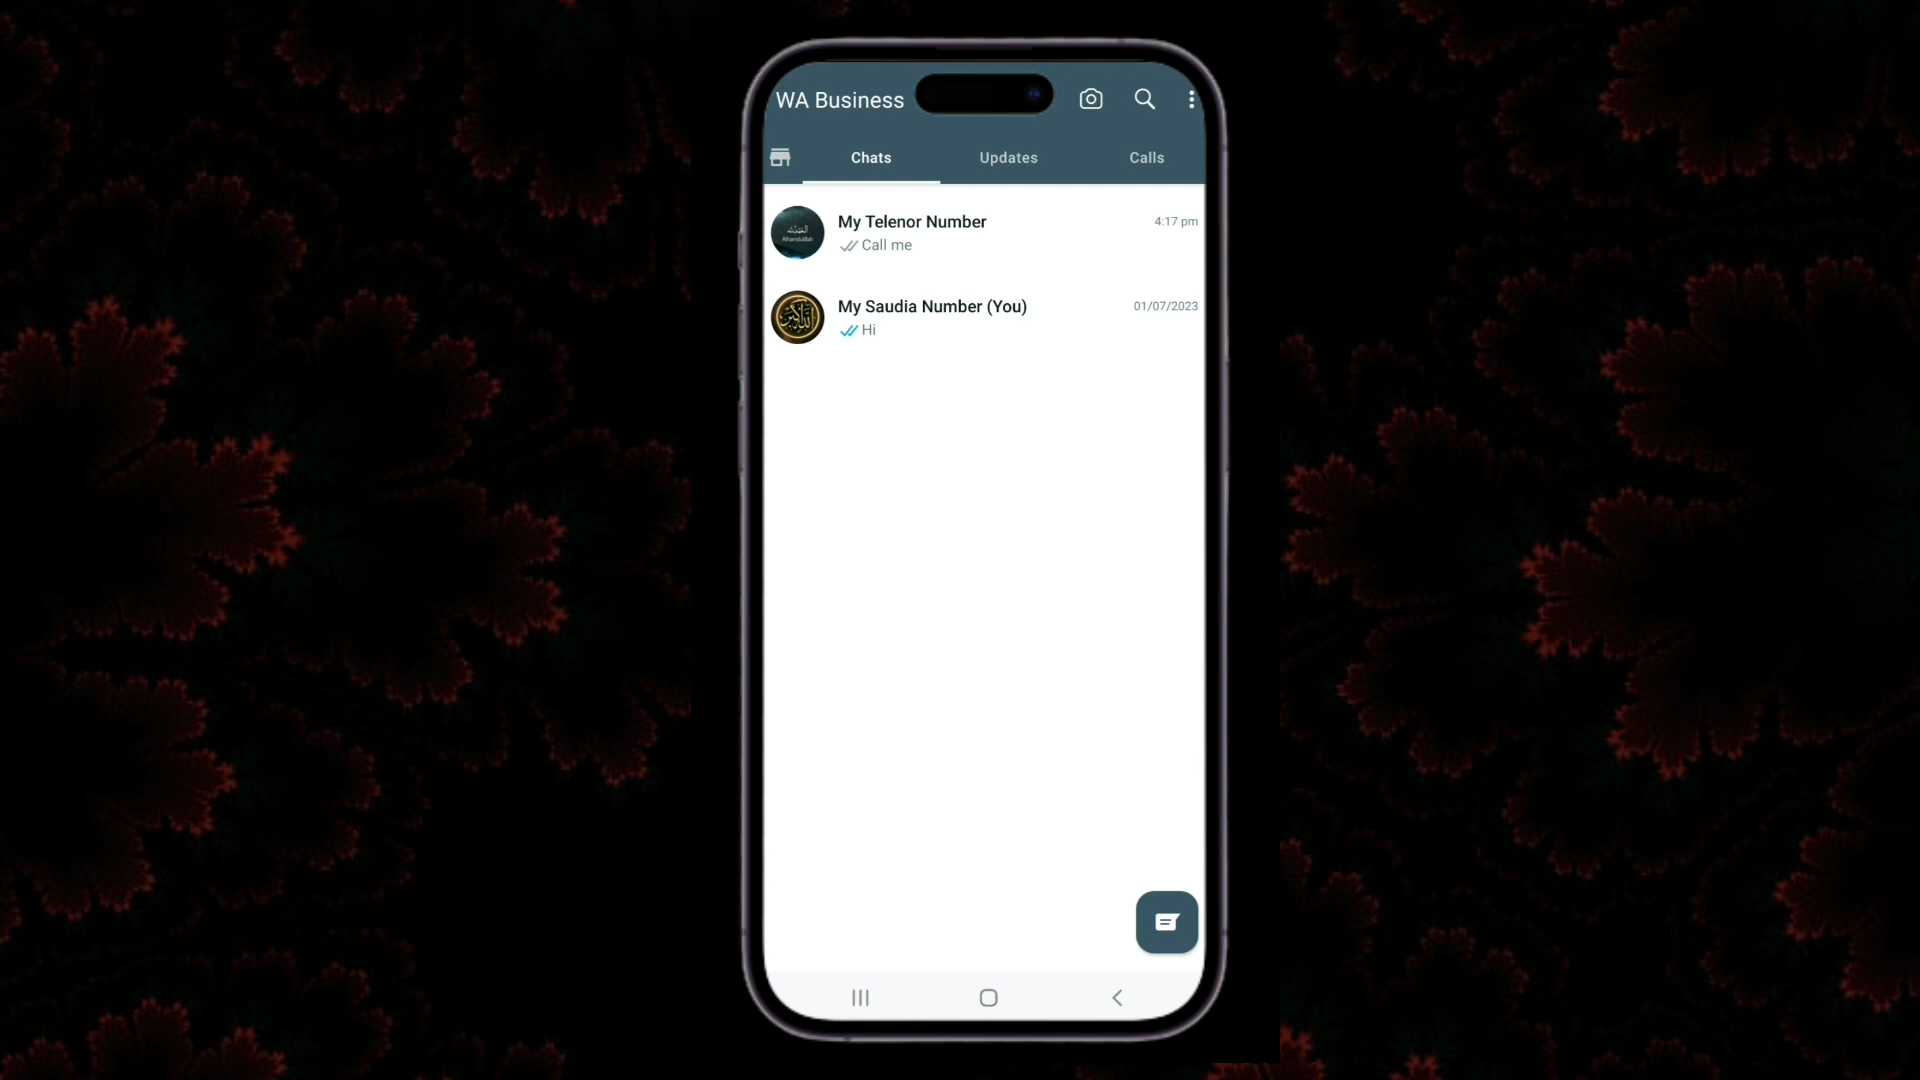 WA Business
Chats
Updates
Calls
My Telenor Number
4:17 pm
Call me
Alhamdulillah
My Saudia Number (You)
01/07/2023
Hi